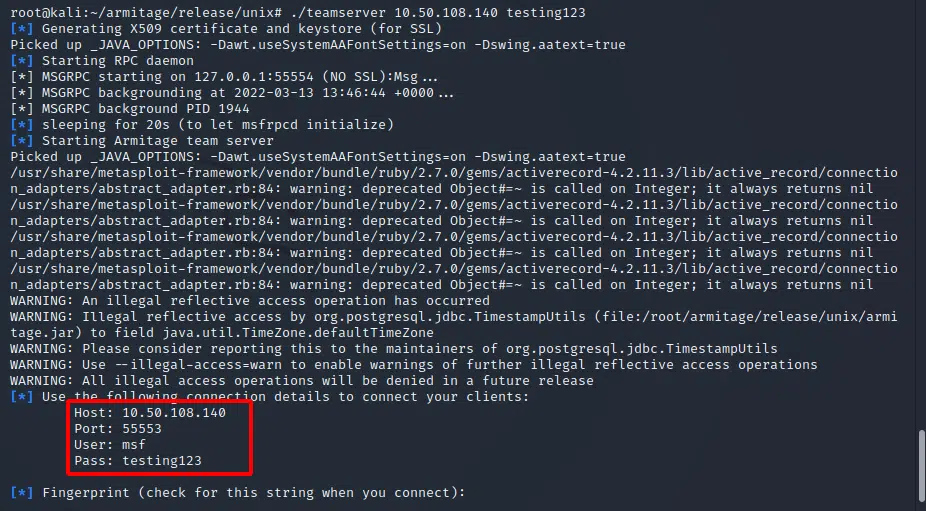 root@kali:~/armitage/release/unix# ./teamserver 10.50.108.140 testing123
[*] Generating X509 certificate and keystore (for SSL)
Picked up _JAVA_OPTIONS: -Dawt.useSystemAAFontSettings=on -Dswing.aatext=true
[*] Starting RPC daemon
[*] MSGRPC starting on 127.0.0.1:55554 (NO SSL):Msg...
[*] MSGRPC backgrounding at 2022-03-13 13:46:44 +0000...
[*] MSGRPC background PID 1944
[*] sleeping for 20s (to let msfrpcd initialize)
[*] Starting Armitage team server
Picked up _JAVA_OPTIONS: -Dawt.useSystemAAFontSettings=on -Dswing.aatext=true
/usr/share/metasploit-framework/vendor/bundle/ruby/2.7.0/gems/activerecord-4.2.11.3/lib/active_record/connectio
n_adapters/abstract_adapter.rb:84: warning: deprecated Object#=~ is called on Integer; it always returns nil
/usr/share/metasploit-framework/vendor/bundle/ruby/2.7.0/gems/activerecord-4.2.11.3/lib/active_record/connectio
n_adapters/abstract_adapter.rb:84: warning: deprecated Object#=~ is called on Integer; it always returns nil
/usr/share/metasploit-framework/vendor/bundle/ruby/2.7.0/gems/activerecord-4.2.11.3/lib/active_record/connectio
n_adapters/abstract_adapter.rb:84: warning: deprecated Object#=~ is called on Integer; it always returns nil
/usr/share/metasploit-framework/vendor/bundle/ruby/2.7.0/gems/activerecord-4.2.11.3/lib/active_record/connectio
n_adapters/abstract_adapter.rb:84: warning: deprecated Object#=~ is called on Integer; it always returns nil
WARNING: An illegal reflective access operation has occurred
WARNING: Illegal reflective access by org.postgresql.jdbc.TimestampUtils (file:/root/armitage/release/unix/armi
tage.jar) to field java.util.TimeZone.defaultTimeZone
WARNING: Please consider reporting this to the maintainers of org.postgresql.jdbc.TimestampUtils
WARNING: Use --illegal-access=warn to enable warnings of further illegal reflective access operations
WARNING: All illegal access operations will be denied in a future release
[*] Use the following connection details to connect your clients:
Host: 10.50.108.140
Port: 55553
User: msf
Pass: testing123
[*] Fingerprint (check for this string when you connect):